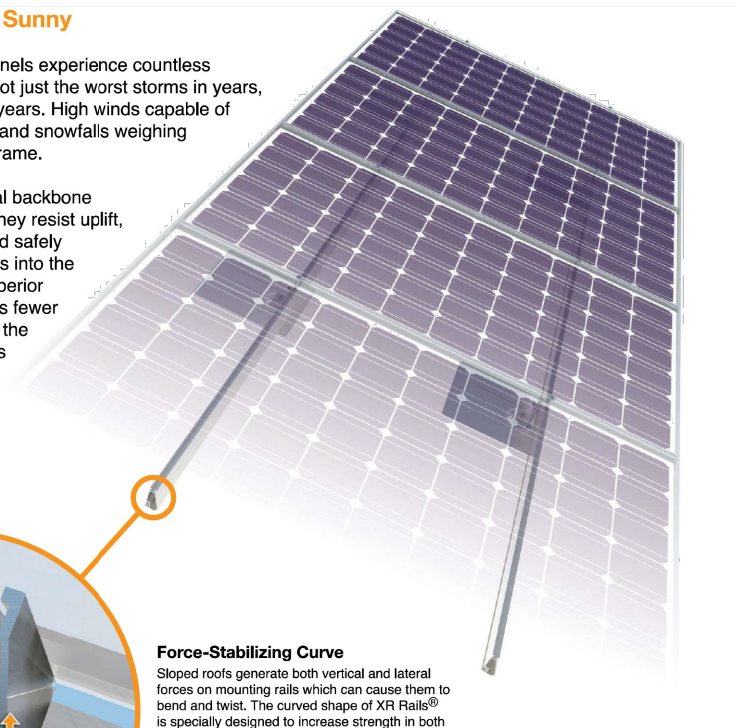 Sunny
nels experience countless
ot just the worst storms in years,
years. High winds capable of
and snowfalls weighing
rame.
al backbone
hey resist uplift,
d safely
s into the
perior
s fewer
the
s
Force-Stabilizing Curve
Sloped roofs generate both vertical and lateral
forces on mounting rails which can cause them to
bend and twist. The curved shape of XR Rails®
is specially designed to increase strength in both